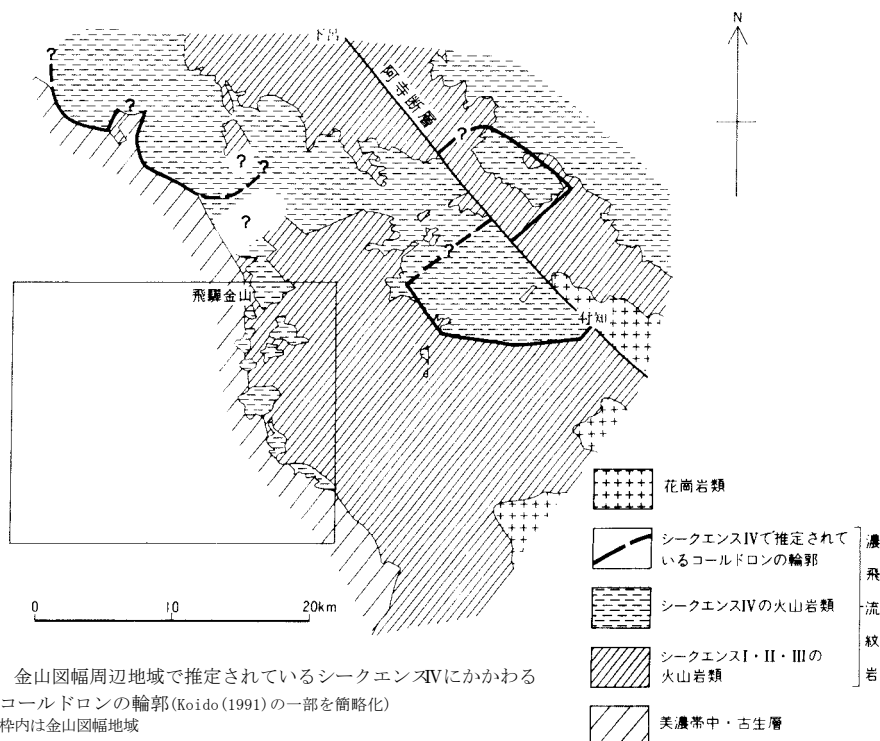 N
下呂
阿寺断層
?
?
?
?
?
?
?
飛驒金山
付知
0 10 20km
花崗岩類
シークエンスIVで推定されて
いるコールドロンの輪郭
シークエンスIVの火山岩類
シークエンスI・II・IIIの
火山岩類
濃飛流紋岩
美濃帯中・古生層
金山図幅周辺地域で推定されているシークエンスIVにかかわる
コールドロンの輪郭(Koido(1991)の一部を簡略化)
枠内は金山図幅地域